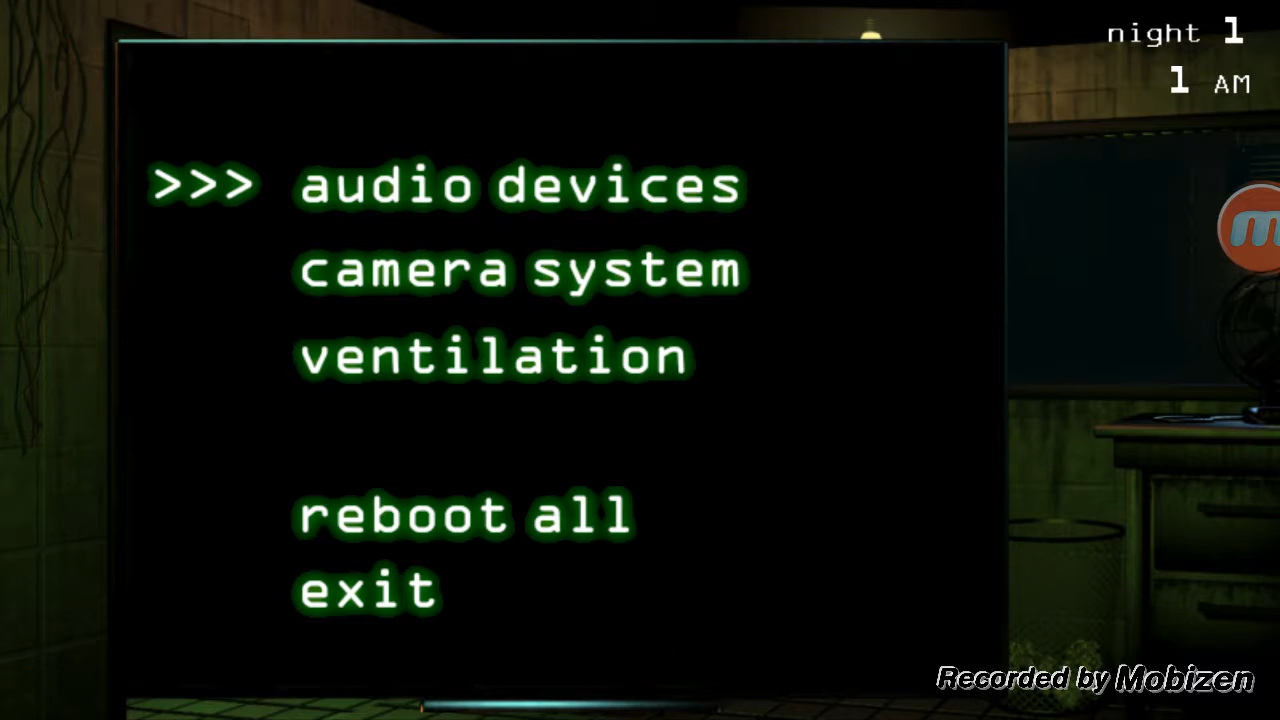 night 1
1 AM
>>> audio devices
camera system
ventilation
reboot all
exit
m
Recorded by Mobizen